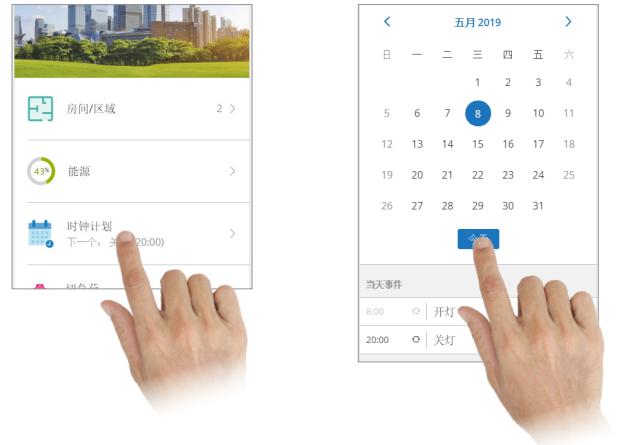 房间/区域 2
43%
能源
时钟计划
下一个: 关 20:00)
五月 2019
日 一 二 三 四 五 六
1 2 3 4
5 6 7 8 9 10 11
12 13 14 15 16 17 18
19 20 21 22 23 24 25
26 27 28 29 30 31
当天事件
8:00 开灯
20:00 关灯